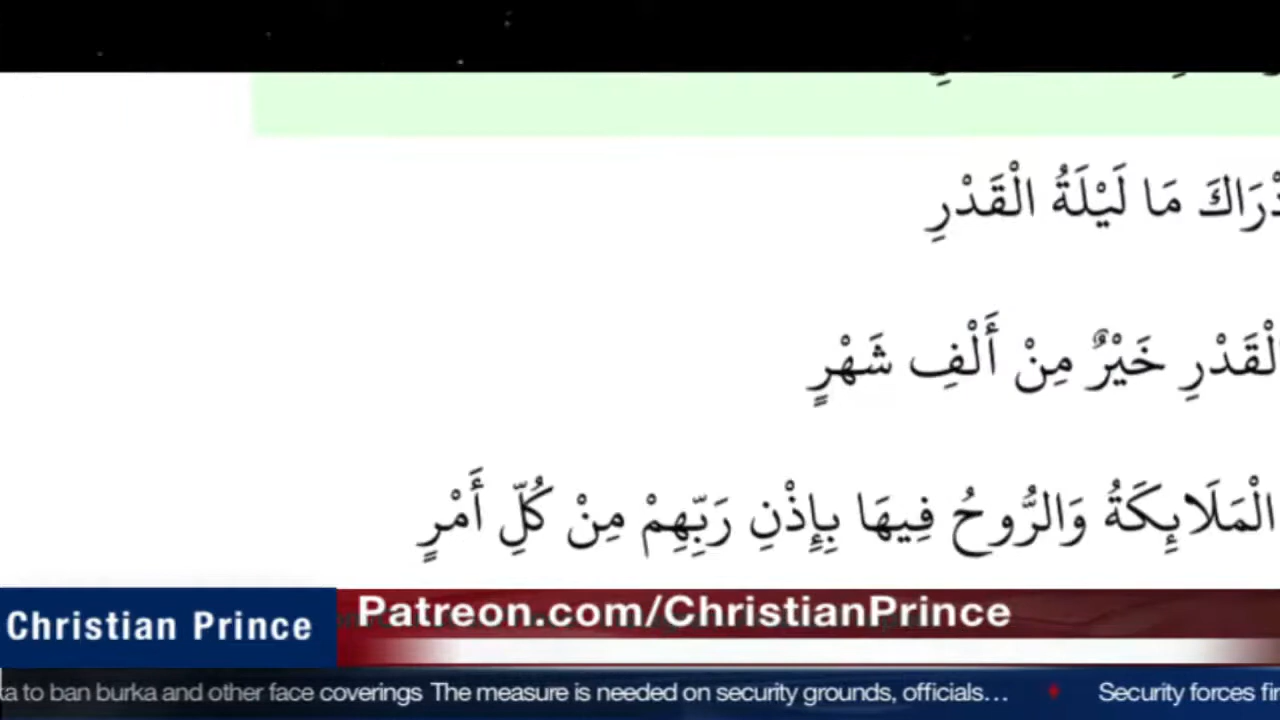 مَا لَيْلَةُ الْقَدْرِ
خَيْرٌ مِنْ أَلْفِ شَهْرٍ
الْمَلَائِكَةُ وَالرُّوحُ فِيهَا بِإِذْنِ رَبِّهِمْ مِنْ كُلِّ أَمْرٍ
Patreon.com/ChristianPrince
Christian Prince
to ban burka and other face coverings The measure is needed on security grounds, officials… Security forces